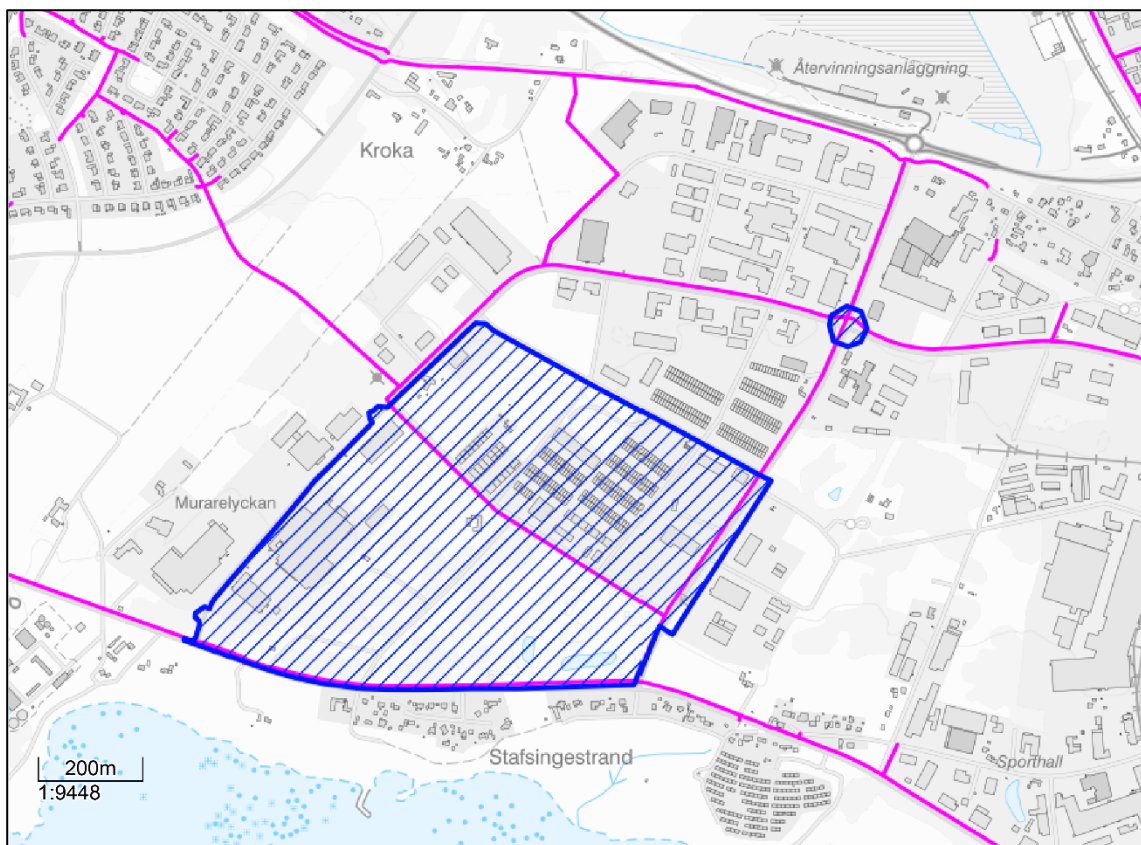 Återvinningsanläggning
Kroka
Murarelyckan
Stafsingestrand
Sporthall
200m
1:9448